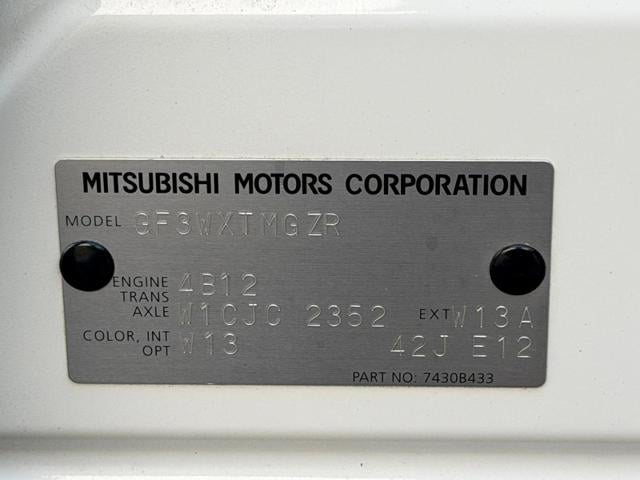 MITSUBISHI MOTORS CORPORATION
MODEL GF3WXTMGZR
ENGINE 4B12
TRANS
AXLE W1CJC 2352 EXT W13A
COLOR, INT W13
OPT 42J E12
PART NO: 7430B433